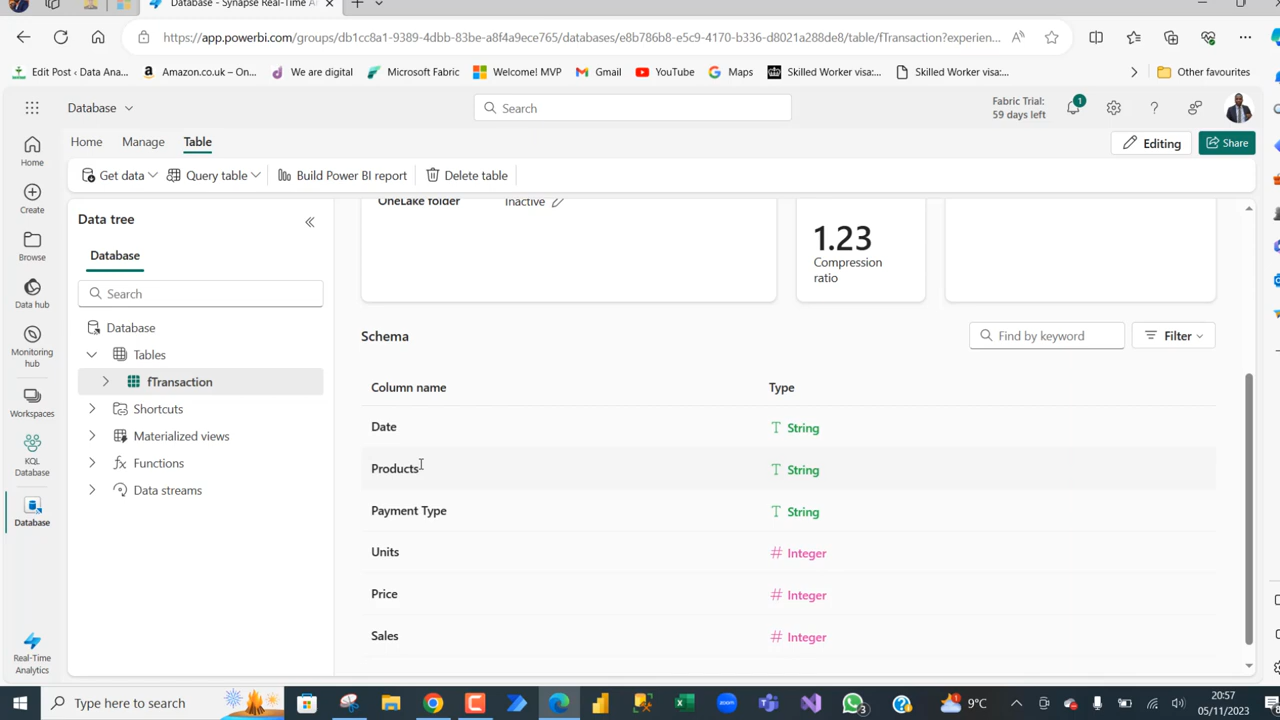 Database - Synapse Real-Time A
https://app.powerbi.com/groups/db1cc8a1-9389-4dbb-83be-a8f4a9ece765/databases/e8b786b8-e5c9-4170-b336-d8021a288de8/table/fTransaction?experien...
Edit Post ‹ Data Ana...
Amazon.co.uk – On...
We are digital
Microsoft Fabric
Welcome! MVP
Gmail
YouTube
Maps
Skilled Worker visa:...
Skilled Worker visa:...
Other favourites
Database
Search
Fabric Trial:
59 days left
1
Home
Manage
Table
Editing
Share
Get data
Query table
Build Power BI report
Delete table
Home
Create
Browse
Data hub
Monitoring
hub
Workspaces
KQL
Database
Database
Real-Time
Analytics
Data tree
Database
Search
Database
Tables
fTransaction
Shortcuts
Materialized views
Functions
Data streams
OneLake folder
Inactive
1.23
Compression
ratio
Schema
Find by keyword
Filter
Column name
Type
Date
String
Products
String
Payment Type
String
Units
Integer
Price
Integer
Sales
Integer
Type here to search
3
9°C
20:57
05/11/2023